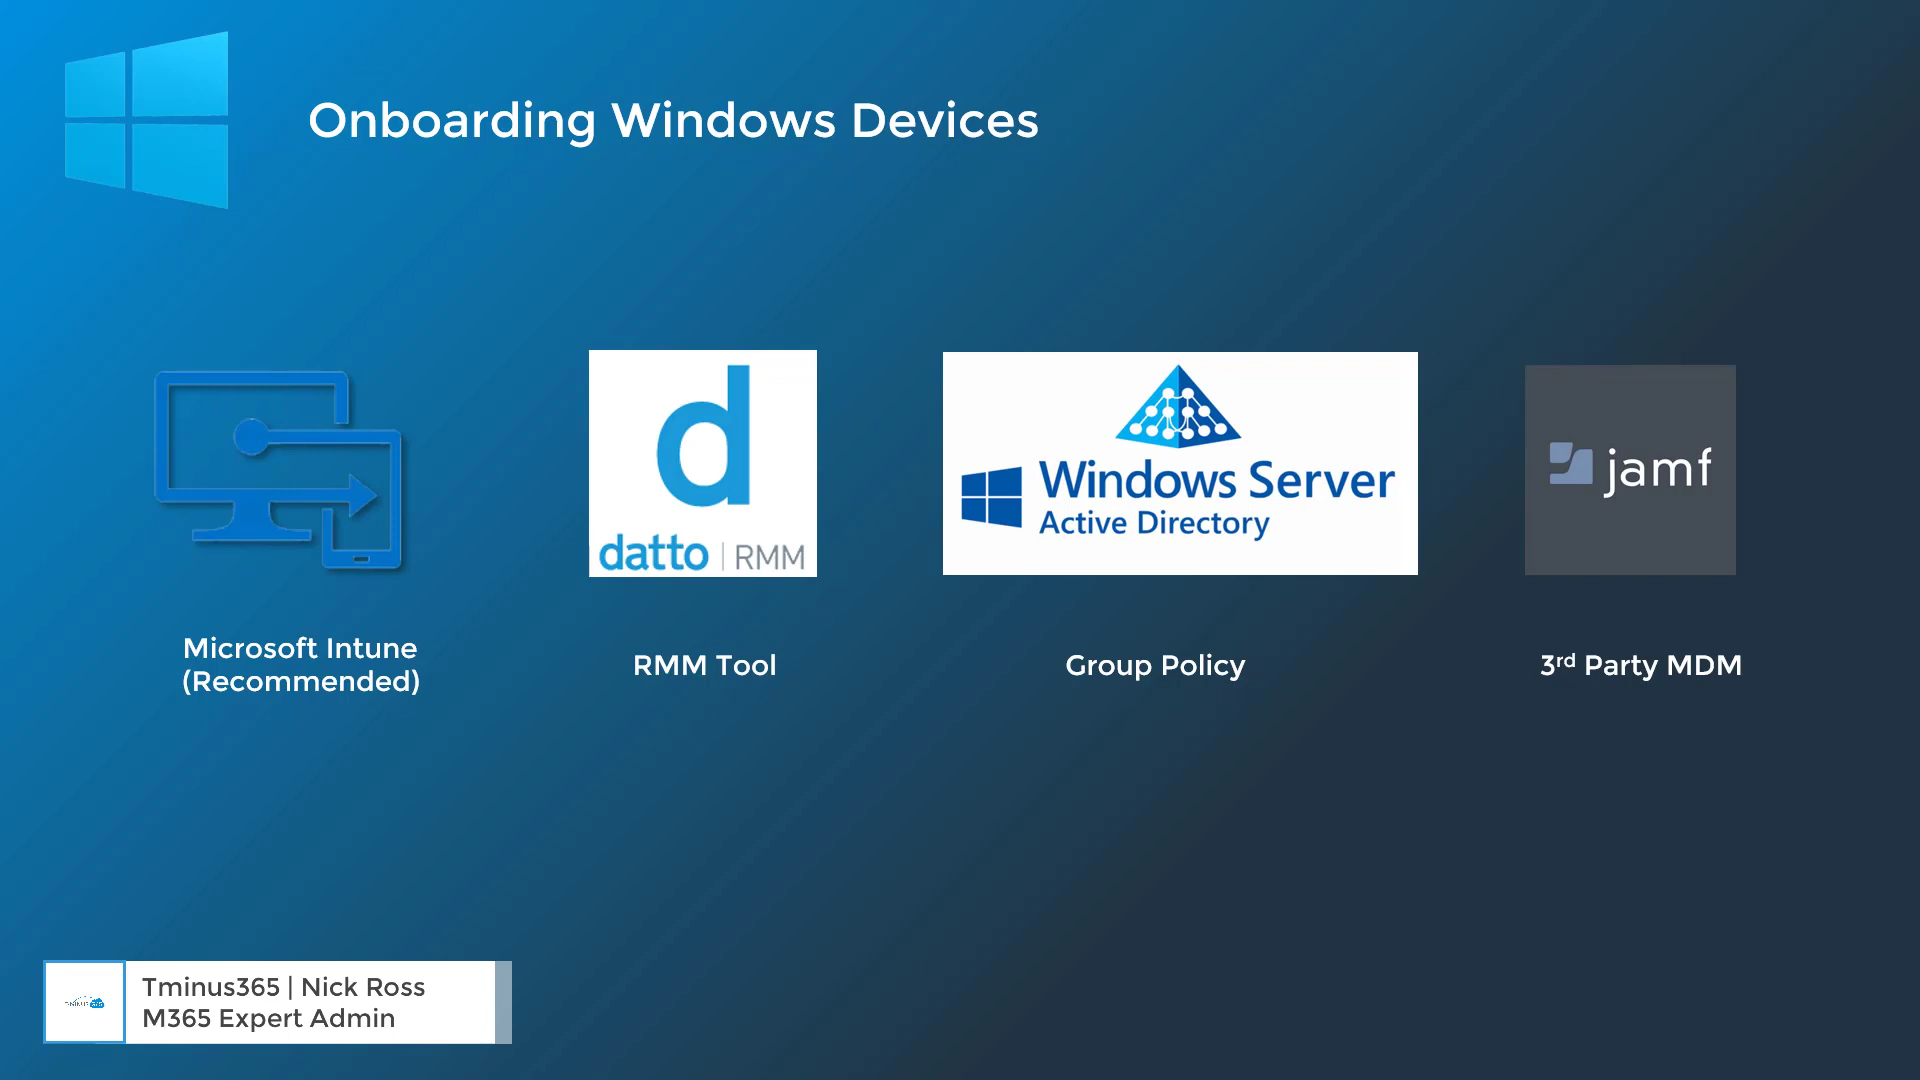 Onboarding Windows Devices
d
datto | RMM
Windows Server
Active Directory
jamf
Microsoft Intune
(Recommended)
RMM Tool
Group Policy
3rd Party MDM
Tminus365 | Nick Ross
M365 Expert Admin